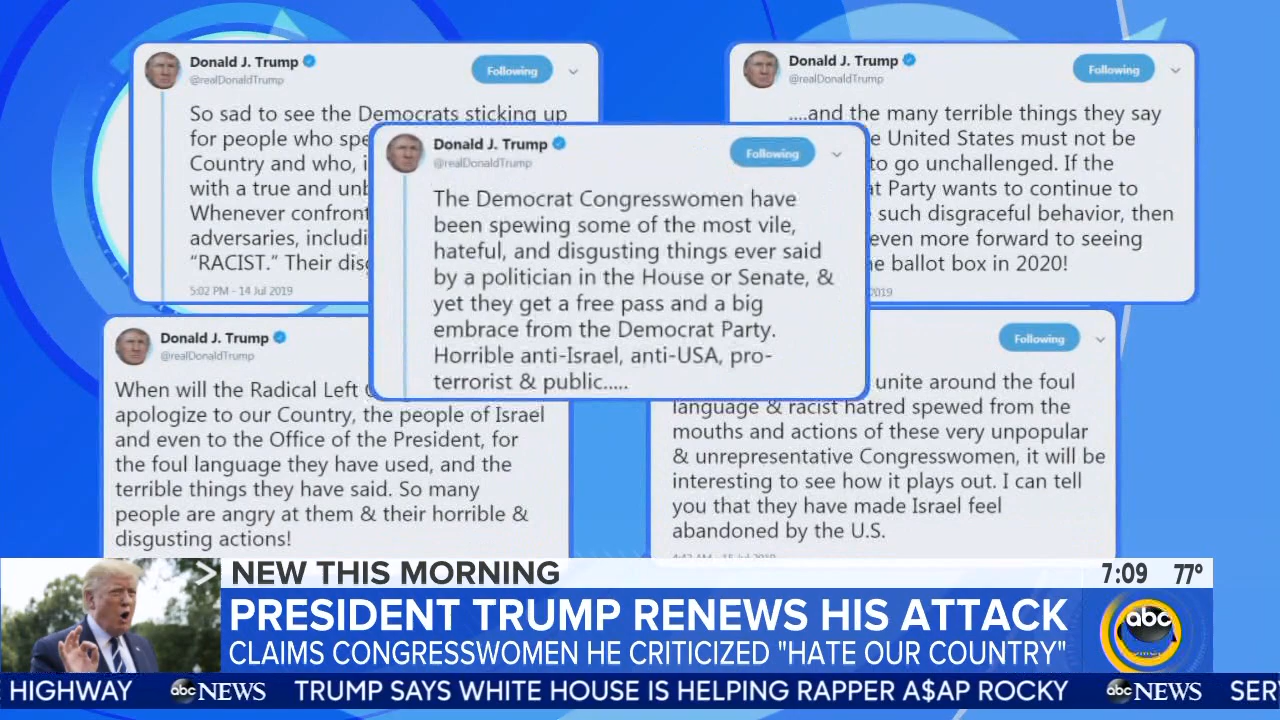 Donald J. Trump
@realDonaldTrump
Following
So sad to see the Democrats sticking up
for people who spe
Country and who, i
with a true and unb
Whenever confront
adversaries, includi
"RACIST." Their disg
5:02 PM - 14 Jul 2019
Donald J. Trump
@realDonaldTrump
Following
....and the many terrible things they say
e United States must not be
to go unchallenged. If the
at Party wants to continue to
such disgraceful behavior, then
even more forward to seeing
e ballot box in 2020!
2019
Donald J. Trump
@realDonaldTrump
Following
The Democrat Congresswomen have
been spewing some of the most vile,
hateful, and disgusting things ever said
by a politician in the House or Senate, &
yet they get a free pass and a big
embrace from the Democrat Party.
Horrible anti-Israel, anti-USA, pro-
terrorist & public.....
Donald J. Trump
@realDonaldTrump
When will the Radical Left C
apologize to our Country, the people of Israel
and even to the Office of the President, for
the foul language they have used, and the
terrible things they have said. So many
people are angry at them & their horrible &
disgusting actions!
Following
unite around the foul
language & racist hatred spewed from the
mouths and actions of these very unpopular
& unrepresentative Congresswomen, it will be
interesting to see how it plays out. I can tell
you that they have made Israel feel
abandoned by the U.S.
NEW THIS MORNING
7:09 77°
PRESIDENT TRUMP RENEWS HIS ATTACK
CLAIMS CONGRESSWOMEN HE CRITICIZED "HATE OUR COUNTRY"
abc
HIGHWAY abc NEWS TRUMP SAYS WHITE HOUSE IS HELPING RAPPER A$AP ROCKY abc NEWS SER